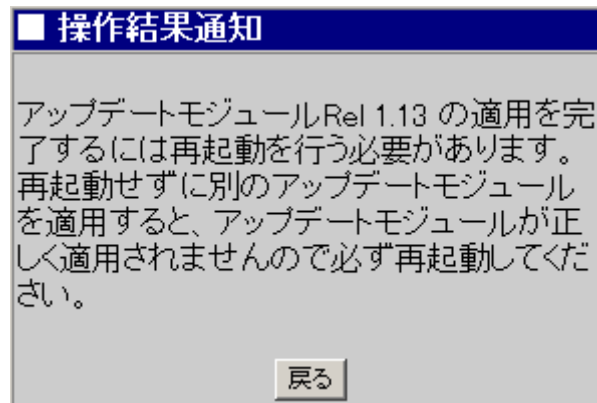 ■ 操作結果通知
アップデートモジュールRel 1.13 の適用を完
了するには再起動を行う必要があります。
再起動せずに別のアップデートモジュール
を適用すると、アップデートモジュールが正
しく適用されませんので必ず再起動してくだ
さい。
戻る